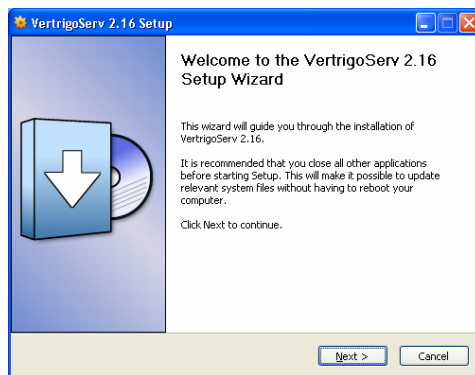 VertrigoServ 2.16 Setup
Welcome to the VertrigoServ 2.16
Setup Wizard
This wizard will guide you through the installation of
VertrigoServ 2.16.
It is recommended that you close all other applications
before starting Setup. This will make it possible to update
relevant system files without having to reboot your
computer.
Click Next to continue.
Next >
Cancel